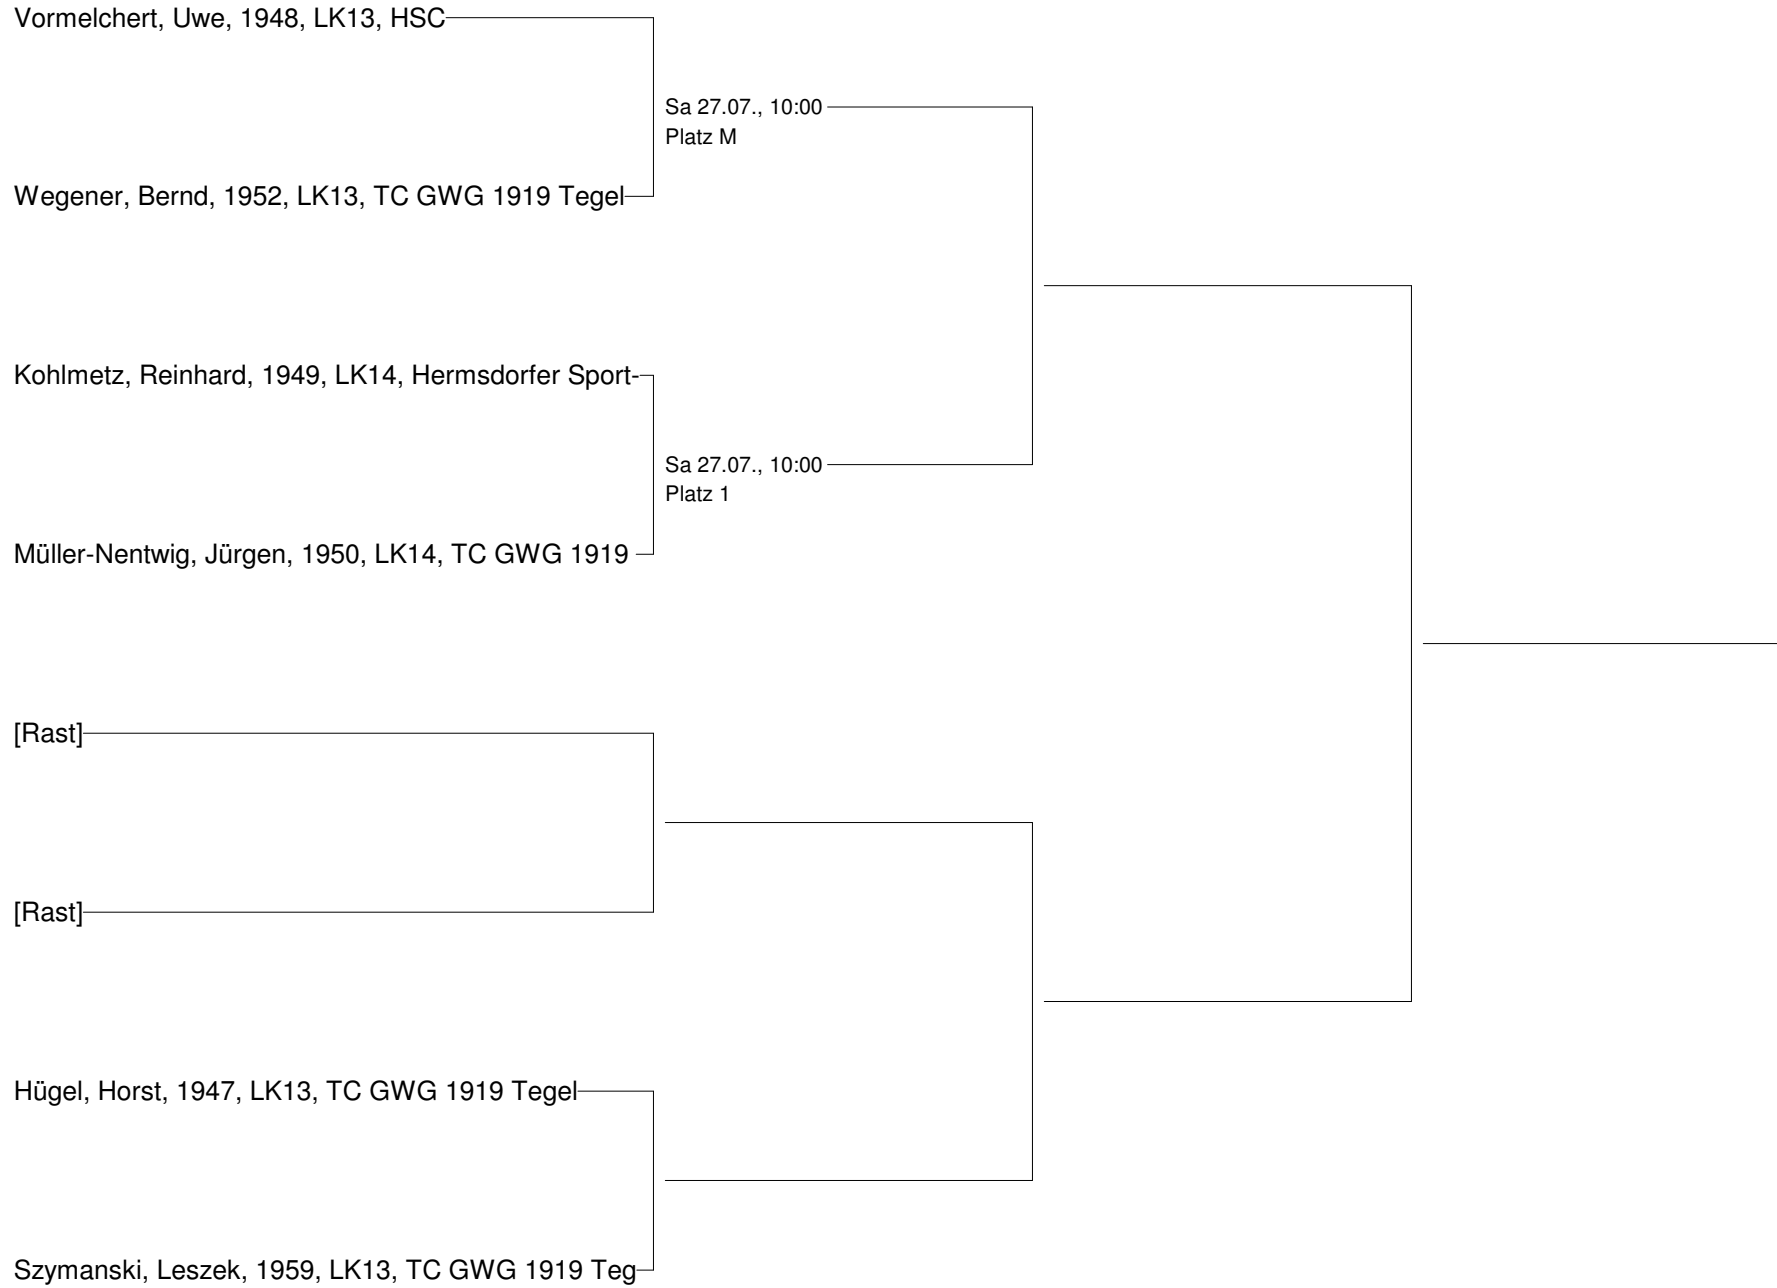 Vormelchert, Uwe, 1948, LK13, HSC
Sa 27.07., 10:00
Platz M
Wegener, Bernd, 1952, LK13, TC GWG 1919 Tegel
Kohlmetz, Reinhard, 1949, LK14, Hermsdorfer Sport-
Sa 27.07., 10:00
Platz 1
Müller-Nentwig, Jürgen, 1950, LK14, TC GWG 1919
[Rast]
[Rast]
Hügel, Horst, 1947, LK13, TC GWG 1919 Tegel
Szymanski, Leszek, 1959, LK13, TC GWG 1919 Teg